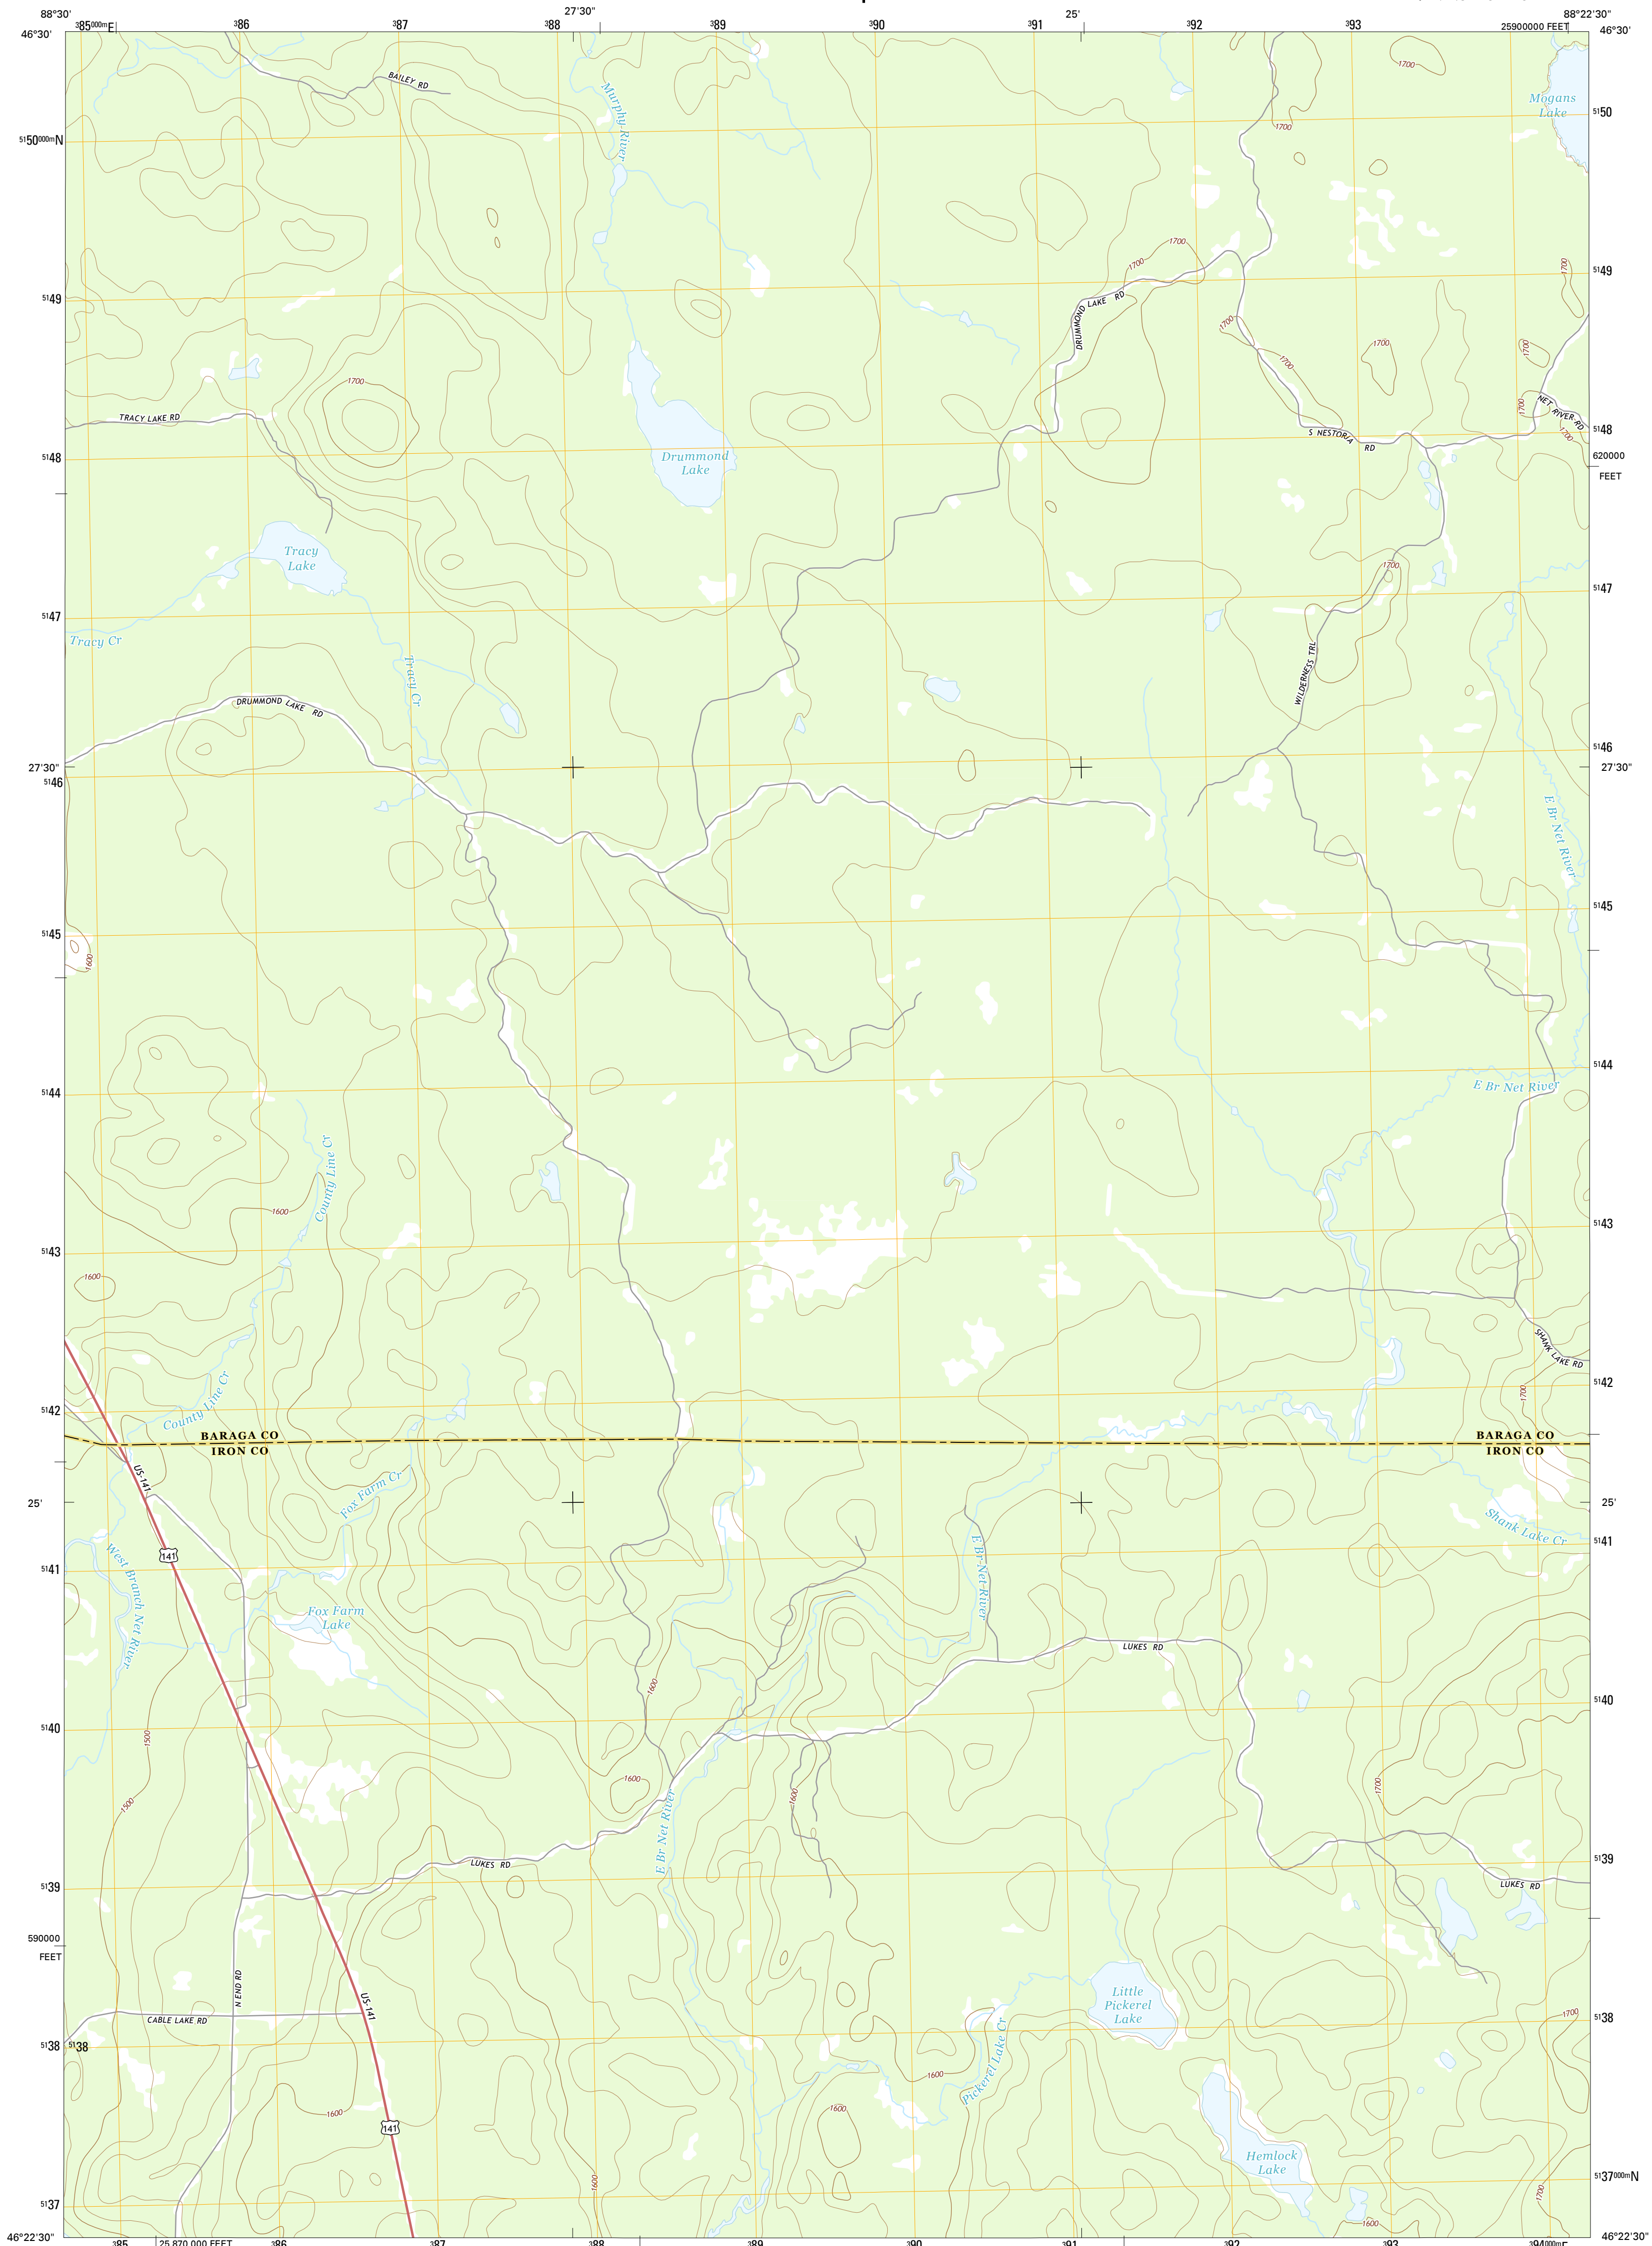 88°30'
³85⁰⁰⁰ᵐE
³86
³87
27'30"
³88
³89
³90
³91
25'
³92
³93
25900000 FEET
88°22'30"
46°30'
46°30'
BAILEY RD
Murphy River
1700
Mogans
Lake
⁵¹50⁰⁰⁰ᵐN
⁵¹50
1700
1700
1700
1700
⁵¹49
⁵¹49
DRUMMOND LAKE RD
1700
1700
1700
1700
1700
TRACY LAKE RD
1700
NET RIVER RD
S NESTORIA RD
1700
⁵¹48
⁵¹48
Drummond
Lake
620000
FEET
Tracy
Lake
1700
⁵¹47
⁵¹47
Tracy Cr
Tracy Cr
WILDERNESS TRL
DRUMMOND LAKE RD
27'30"
⁵¹46
⁵¹46
27'30"
E Br Net River
⁵¹45
⁵¹45
1600
⁵¹44
⁵¹44
E Br Net River
County Line Cr
1600
⁵¹43
⁵¹43
1600
SHANK LAKE RD
County Line Cr
1700
⁵¹42
⁵¹42
BARAGA CO
IRON CO
BARAGA CO
IRON CO
US-141
Fox Farm Cr
25'
25'
Shank Lake Cr
⁵¹41
⁵¹41
141
West Branch Net River
E Br Net River
Fox Farm
Lake
LUKES RD
1600
⁵¹40
⁵¹40
1500
1600
1600
1700
1500
E Br Net River
LUKES RD
⁵¹39
⁵¹39
LUKES RD
590000
FEET
N END RD
US-141
CABLE LAKE RD
Little
Pickerel
Lake
1700
⁵¹38
⁵¹38
⁵¹38
Pickerel Lake Cr
1600
1600
1600
141
Hemlock
Lake
1600
1700
⁵¹37⁰⁰⁰ᵐN
⁵¹37
1600
46°22'30"
46°22'30"
³85
25 870 000 FEET
³86
³87
³88
³89
³90
³91
³92
³93
³94⁰⁰⁰ᵐE